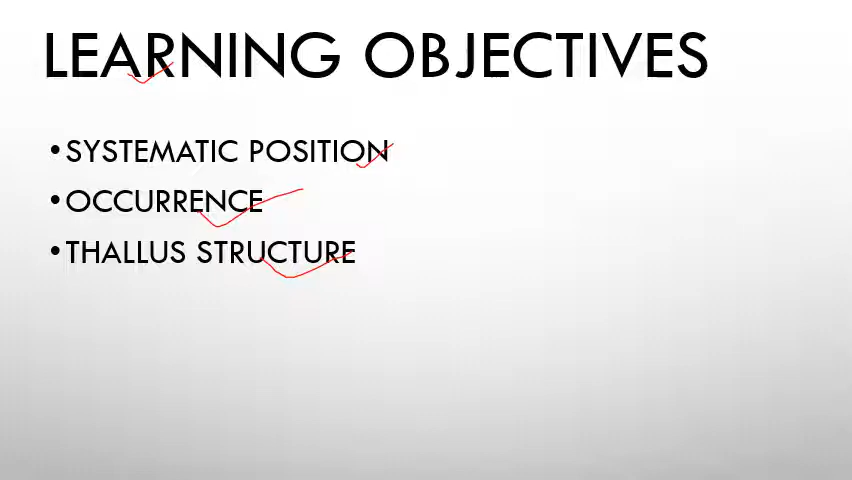 LEARNING OBJECTIVES
•SYSTEMATIC POSITION
•OCCURRENCE
•THALLUS STRUCTURE